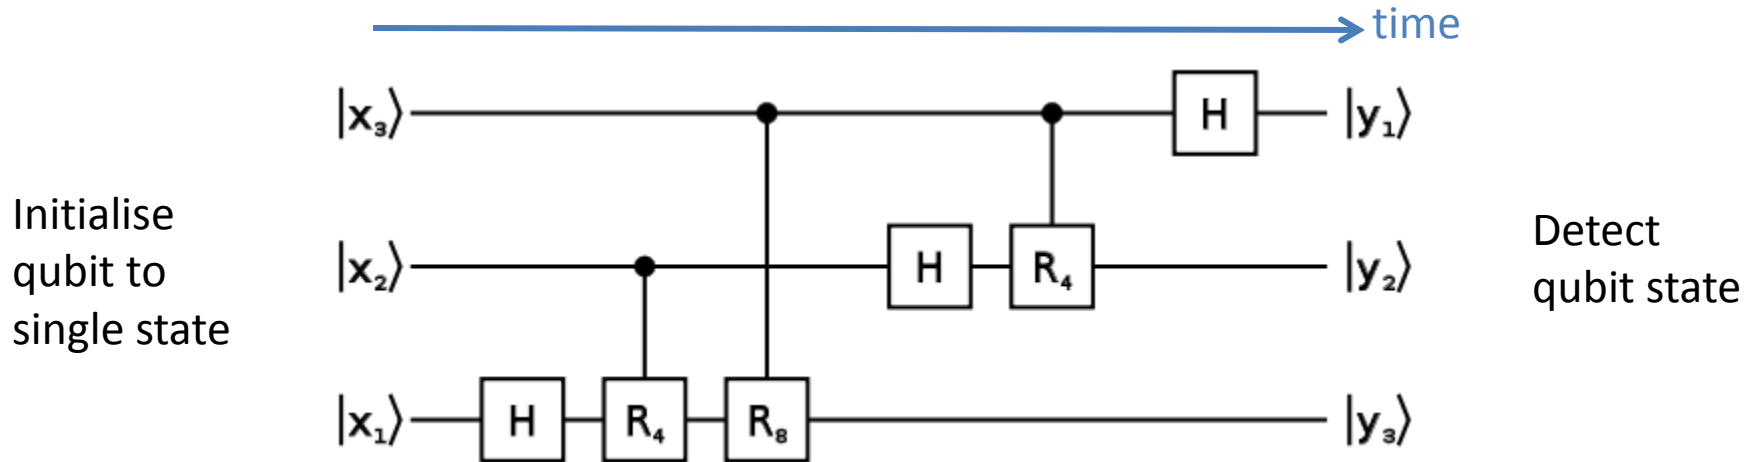 time
|x₃⟩ H |y₁⟩
Initialise
qubit to
single state
|x₂⟩ H R₄ |y₂⟩
Detect
qubit state
|x₁⟩ H R₄ R₈ |y₃⟩